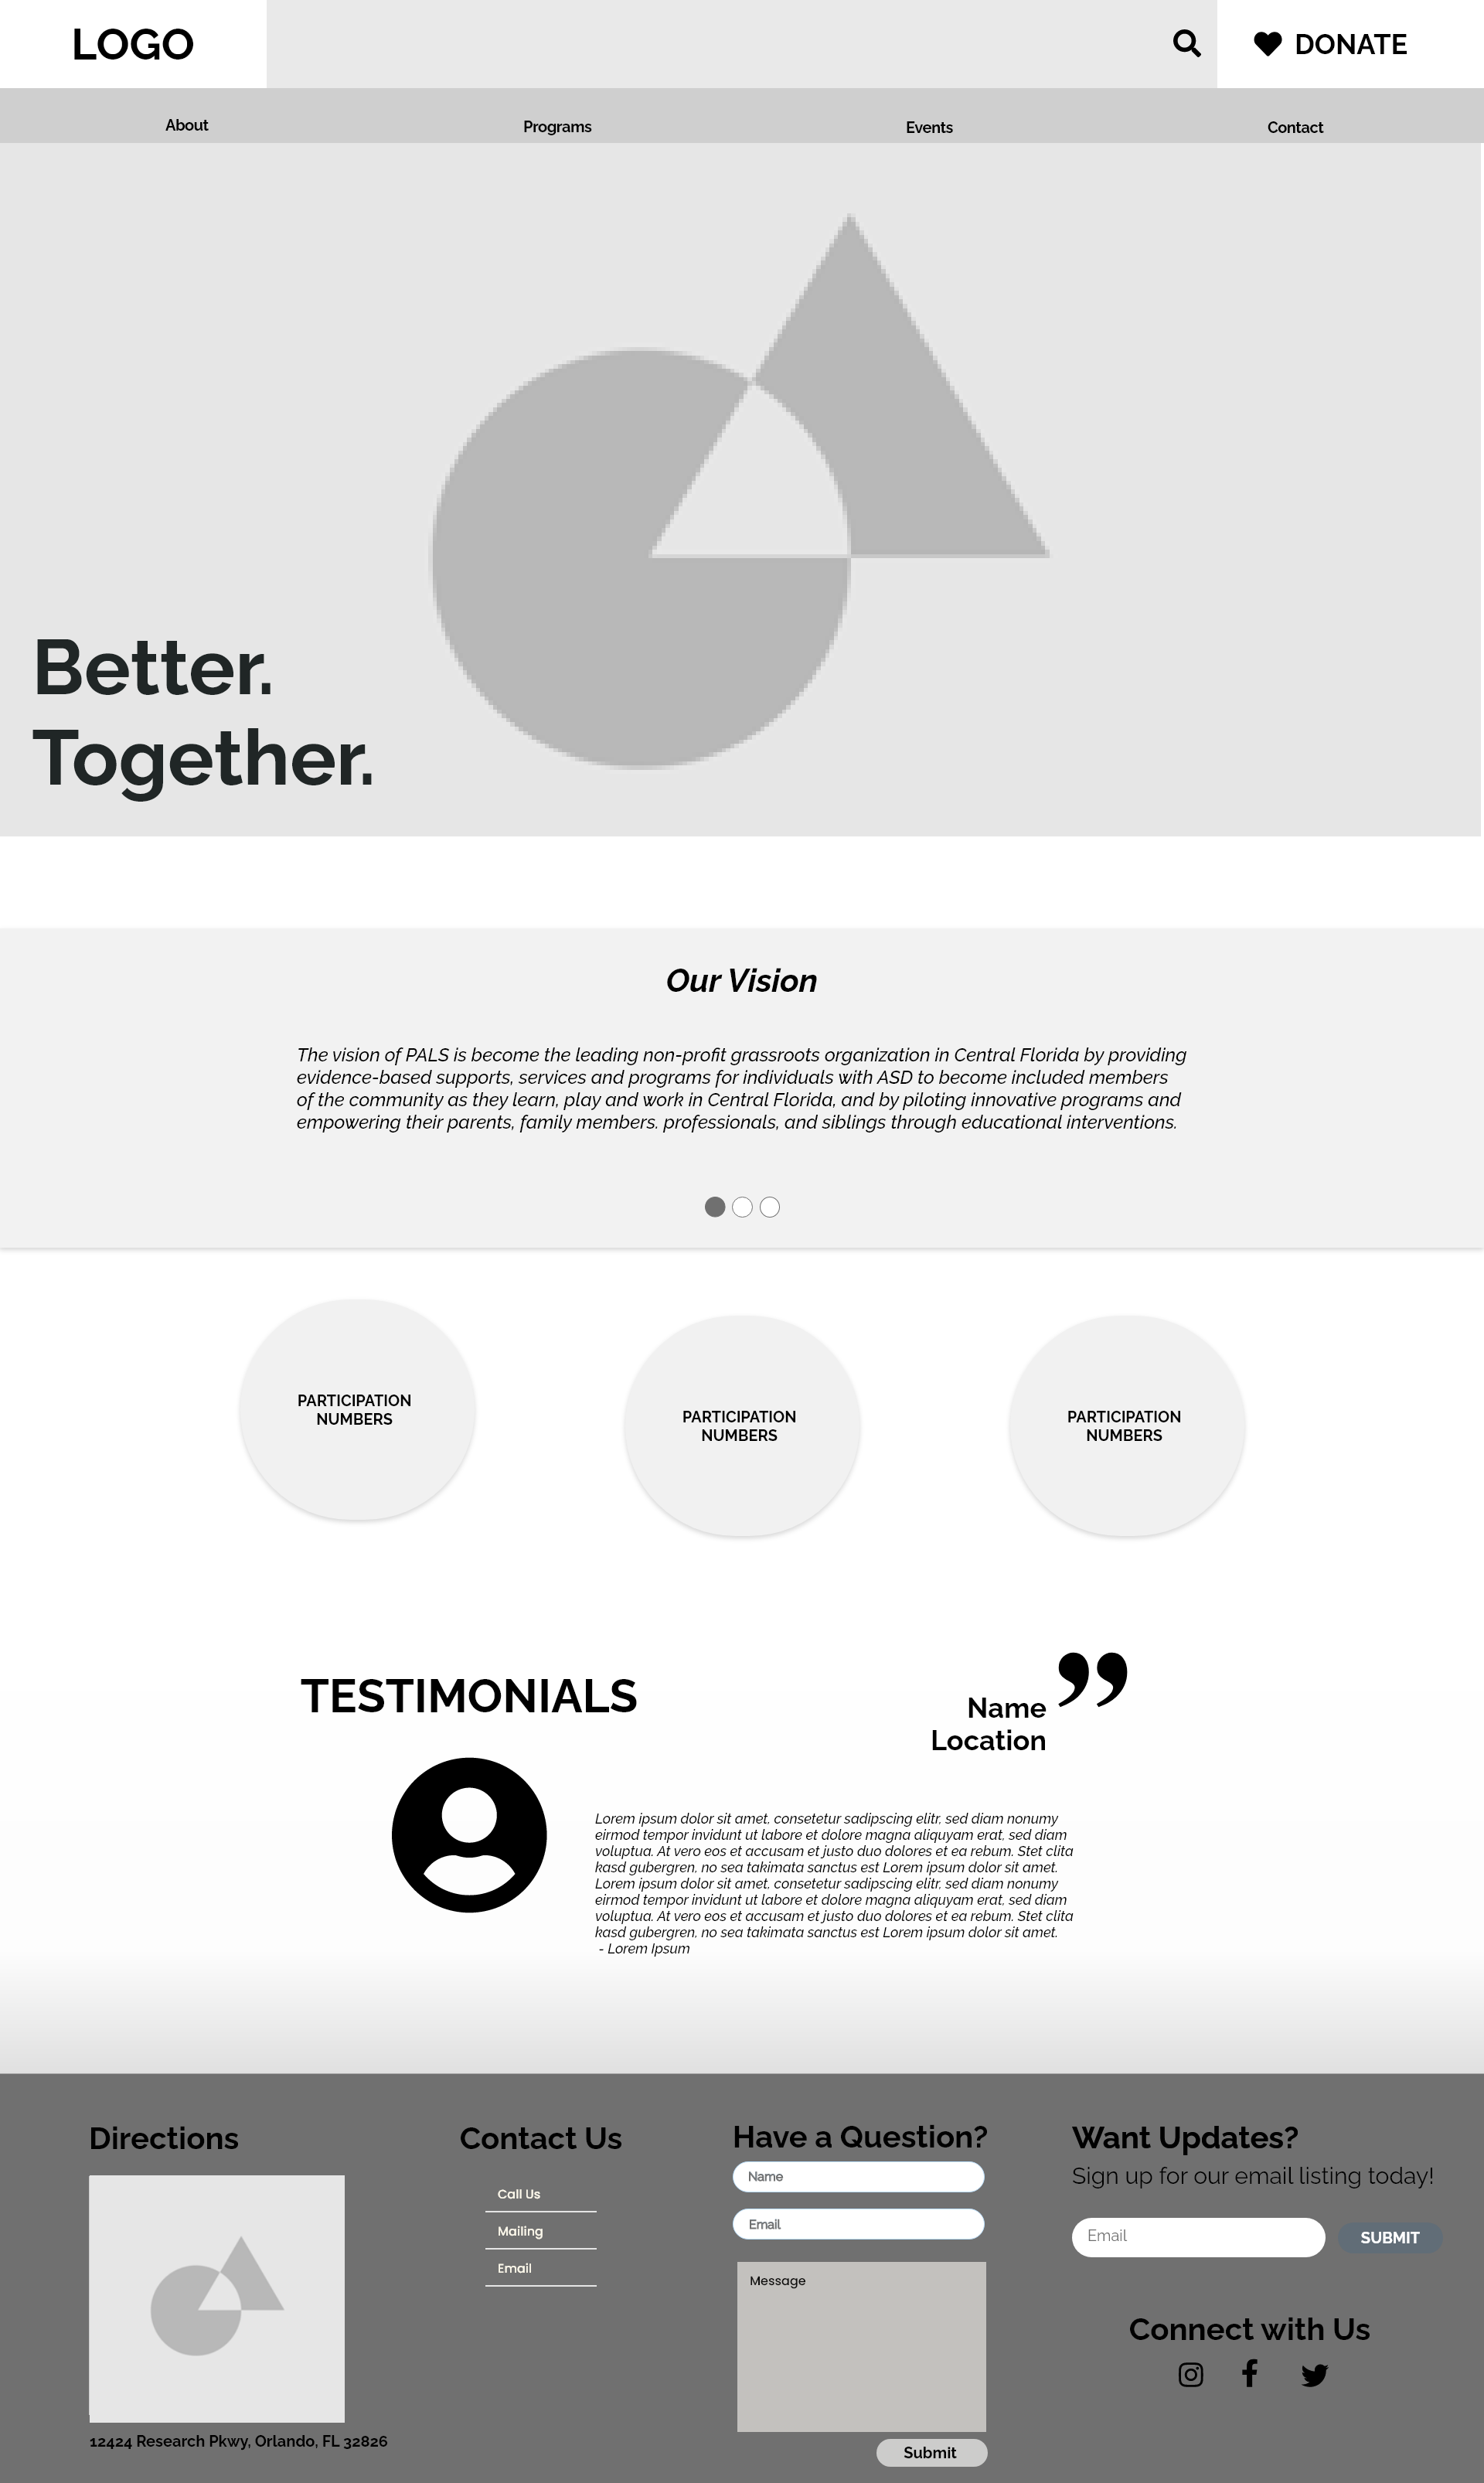 LOGO
DONATE
About
Programs
Events
Contact
Better.
Together.
Our Vision
The vision of PALS is become the leading non-profit grassroots organization in Central Florida by providing
evidence-based supports, services and programs for individuals with ASD to become included members
of the community as they learn, play and work in Central Florida, and by piloting innovative programs and
empowering their parents, family members. professionals, and siblings through educational interventions.
PARTICIPATION
NUMBERS
PARTICIPATION
NUMBERS
PARTICIPATION
NUMBERS
TESTIMONIALS
Name
Location
”
Lorem ipsum dolor sit amet, consetetur sadipscing elitr, sed diam nonumy
eirmod tempor invidunt ut labore et dolore magna aliquyam erat, sed diam
voluptua. At vero eos et accusam et justo duo dolores et ea rebum. Stet clita
kasd gubergren, no sea takimata sanctus est Lorem ipsum dolor sit amet.
Lorem ipsum dolor sit amet, consetetur sadipscing elitr, sed diam nonumy
eirmod tempor invidunt ut labore et dolore magna aliquyam erat, sed diam
voluptua. At vero eos et accusam et justo duo dolores et ea rebum. Stet clita
kasd gubergren, no sea takimata sanctus est Lorem ipsum dolor sit amet.
- Lorem Ipsum
Directions
12424 Research Pkwy, Orlando, FL 32826
Contact Us
Call Us
Mailing
Email
Have a Question?
Name
Email
Message
Submit
Want Updates?
Sign up for our email listing today!
Email
SUBMIT
Connect with Us